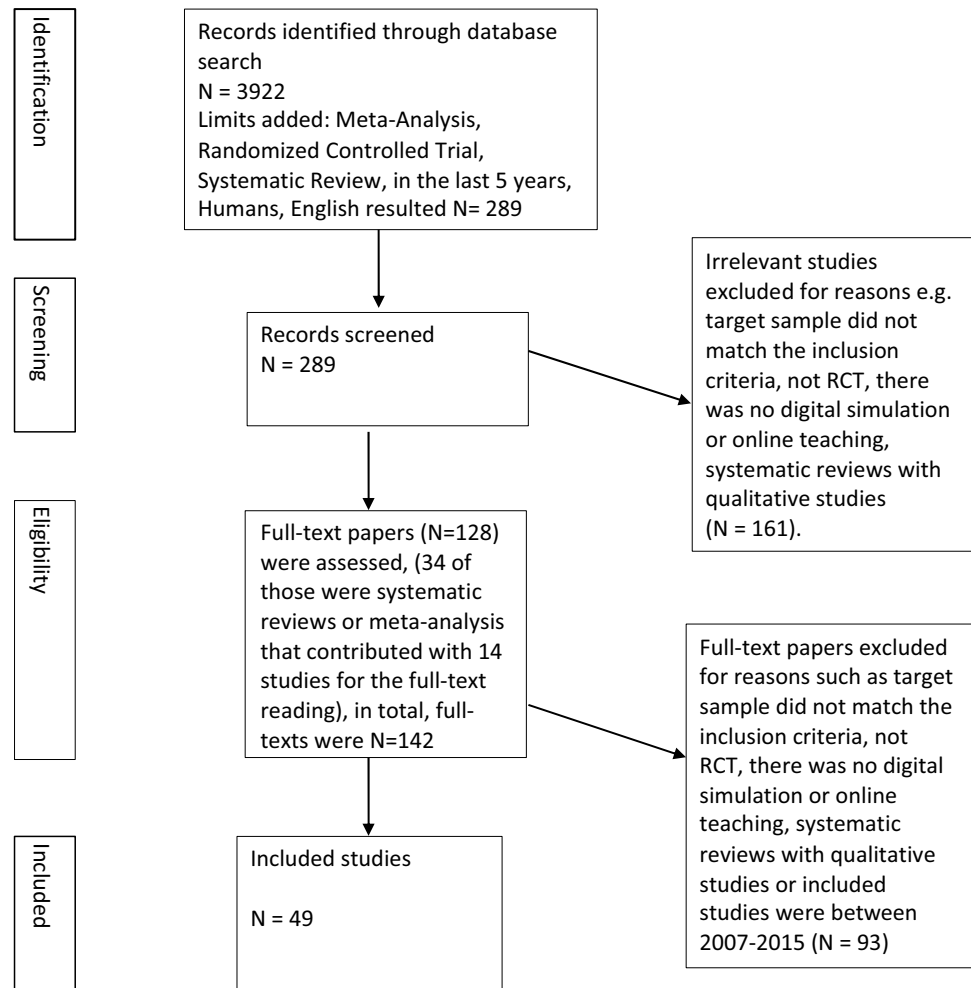 Identification
Records identified through database
search
N = 3922
Limits added: Meta-Analysis,
Randomized Controlled Trial,
Systematic Review, in the last 5 years,
Humans, English resulted N= 289
Screening
Records screened
N = 289
Irrelevant studies
excluded for reasons e.g.
target sample did not
match the inclusion
criteria, not RCT, there
was no digital simulation
or online teaching,
systematic reviews with
qualitative studies
(N = 161).
Eligibility
Full-text papers (N=128)
were assessed, (34 of
those were systematic
reviews or meta-analysis
that contributed with 14
studies for the full-text
reading), in total, full-
texts were N=142
Full-text papers excluded
for reasons such as target
sample did not match the
inclusion criteria, not
RCT, there was no digital
simulation or online
teaching, systematic
reviews with qualitative
studies or included
studies were between
2007-2015 (N = 93)
Included
Included studies
N = 49